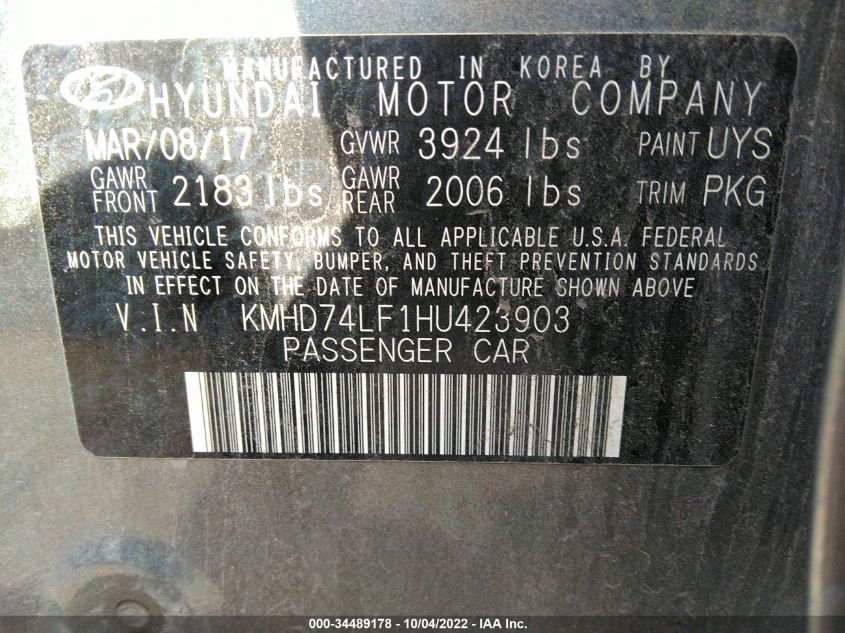 MANUFACTURED IN KOREA BY
HYUNDAI MOTOR COMPANY
MAR/08/17 GVWR 3924 lbs PAINT UYS
GAWR FRONT 2183 lbs GAWR REAR 2006 lbs TRIM PKG
THIS VEHICLE CONFORMS TO ALL APPLICABLE U.S.A. FEDERAL
MOTOR VEHICLE SAFETY, BUMPER, AND THEFT PREVENTION STANDARDS
IN EFFECT ON THE DATE OF MANUFACTURE SHOWN ABOVE
V.I.N KMHD74LF1HU423903
PASSENGER CAR
000-34489178 - 10/04/2022 - IAA Inc.